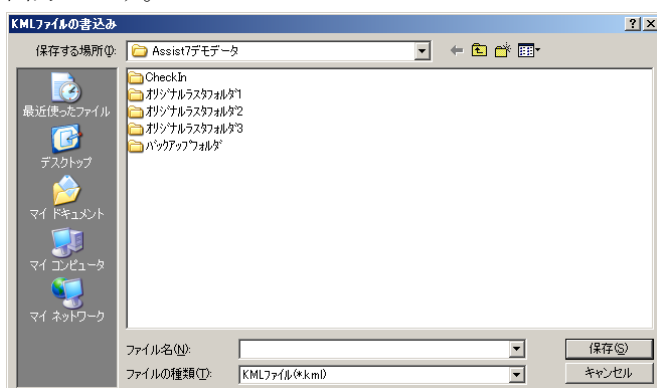 KMLファイルの書込み
保存する場所(I):
Assist7デモデータ
最近使ったファイル
デスクトップ
マイ ドキュメント
マイ コンピュータ
マイ ネットワーク
CheckIn
オリジナルラスタフォルダ1
オリジナルラスタフォルダ2
オリジナルラスタフォルダ3
バックアップフォルダ
ファイル名(N):
保存(S)
ファイルの種類(T):
KMLファイル(*.kml)
キャンセル